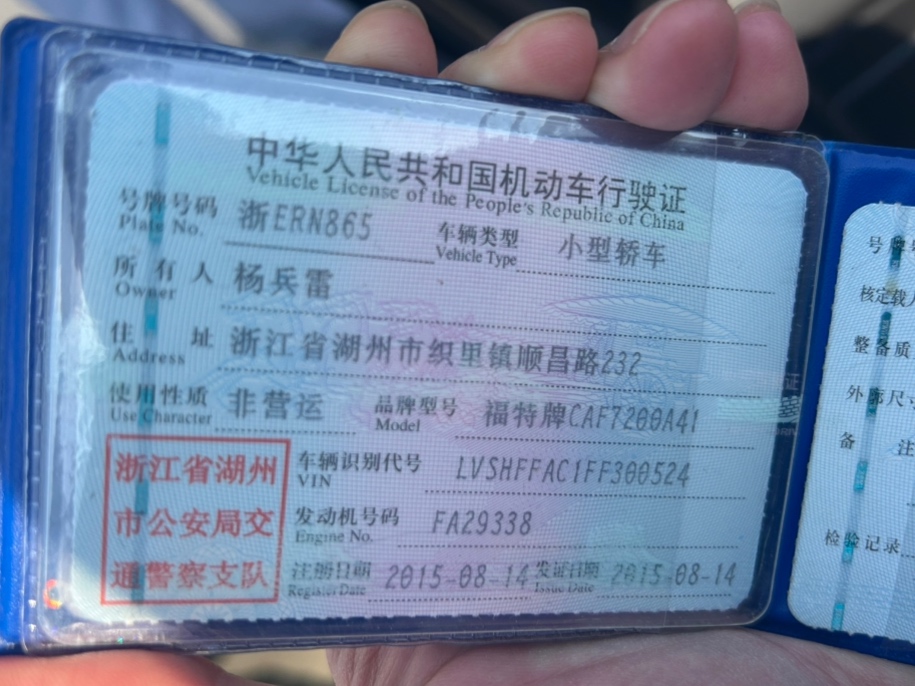 中华人民共和国机动车行驶证
Vehicle License of the People's Republic of China
号牌号码 浙ERN865 车辆类型 小型轿车
Plate No. Vehicle Type
所有人 杨兵雷
Owner
住址 浙江省湖州市织里镇顺昌路232
Address
使用性质 非营运 品牌型号 福特牌CAF7200A41
Use Character Model
浙江省湖州
市公安局交
通警察支队
车辆识别代号 LVSHFFAC1FF300524
VIN
发动机号码 FA29338
Engine No.
注册日期 2015-08-14 发证日期 2015-08-14
Register Date Issue Date
号牌
核定载
整备质
外廓尺寸
备 注
检验记录